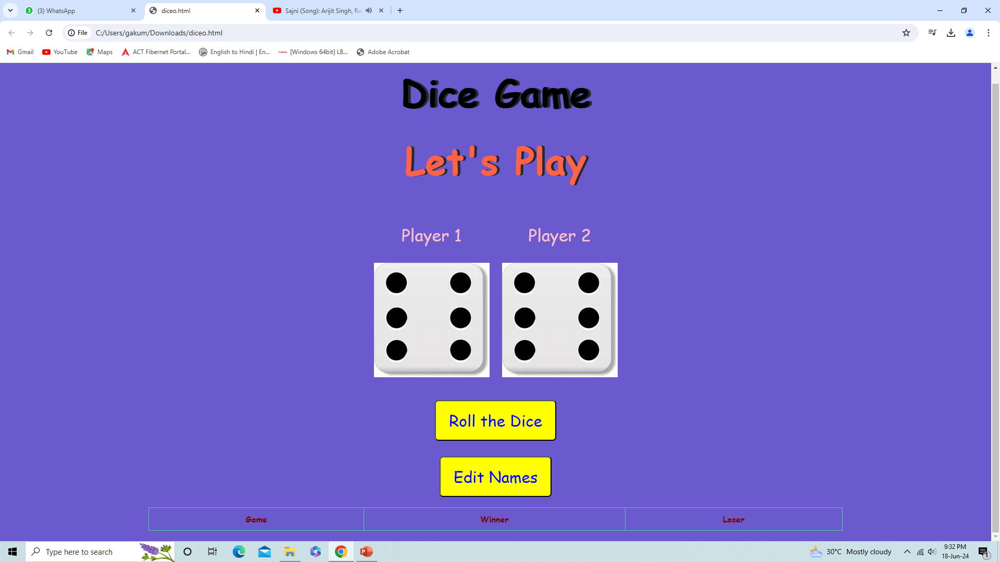 (3) WhatsApp
diceo.html
Sajni (Song): Arijit Singh, Ra
File
C:/Users/gakum/Downloads/diceo.html
Gmail
YouTube
Maps
ACT Fibernet Portal...
English to Hindi | En...
[Windows 64bit] LB...
Adobe Acrobat
Dice Game
Let's Play
Player 1
Player 2
Roll the Dice
Edit Names
Game
Winner
Loser
Type here to search
30°C Mostly cloudy
9:32 PM
18-Jun-24
1